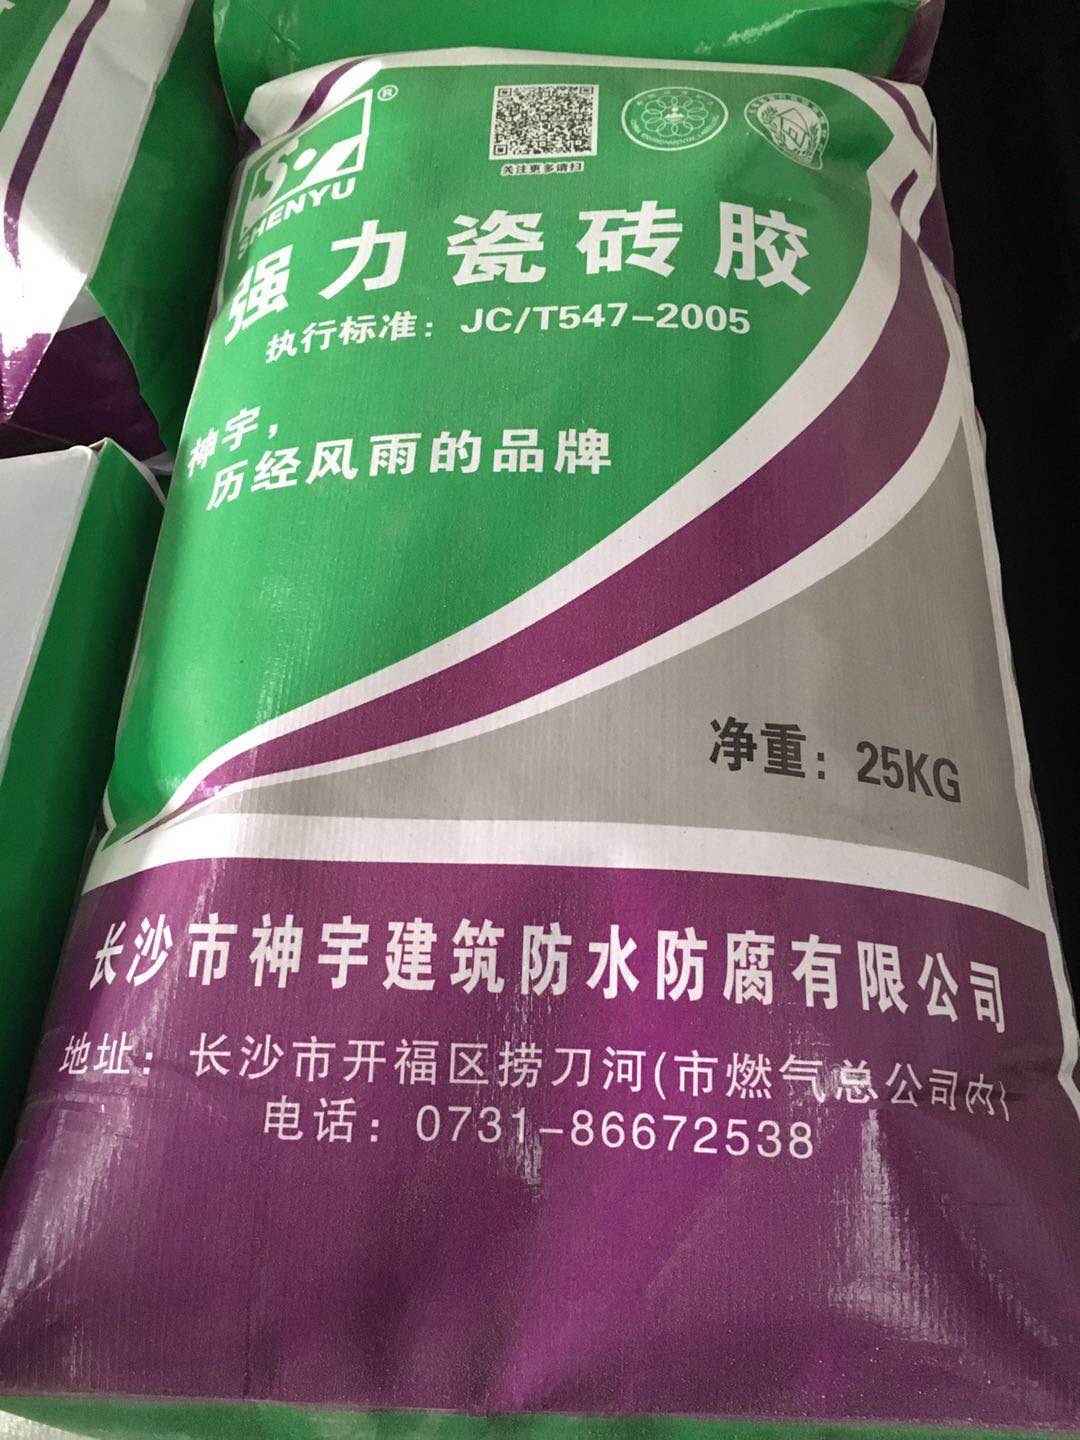 关注更多请扫
SHENYU
®
强力瓷砖胶
执行标准：JC/T547-2005
神宇，
历经风雨的品牌
净重：25KG
长沙市神宇建筑防水防腐有限公司
地址：长沙市开福区捞刀河(市燃气总公司内)
电话：0731-86672538